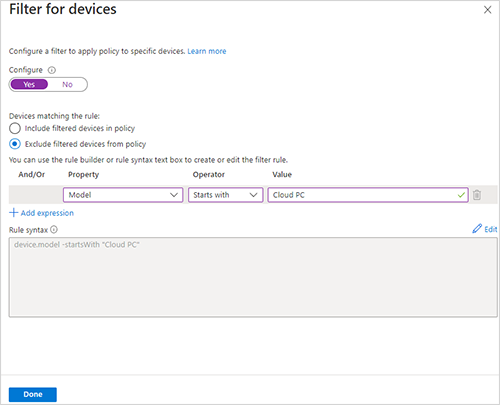 Filter for devices
Configure a filter to apply policy to specific devices. Learn more
Configure
Yes No
Devices matching the rule:
Include filtered devices in policy
Exclude filtered devices from policy
You can use the rule builder or rule syntax text box to create or edit the filter rule.
And/Or Property Operator Value
Model Starts with Cloud PC
Add expression
Rule syntax Edit
device.model -startsWith "Cloud PC"
Done